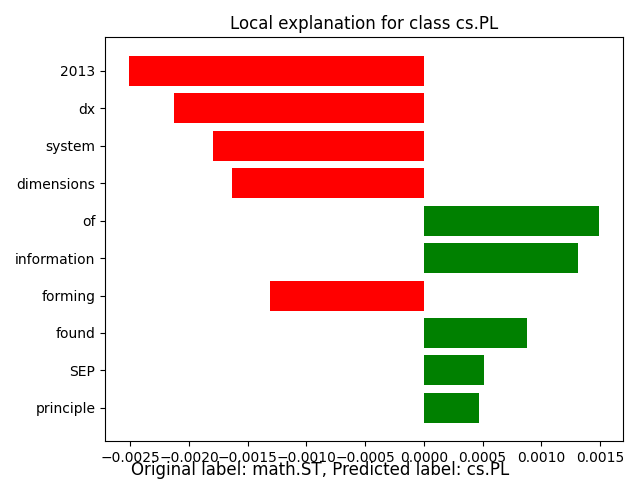 Local explanation for class cs.PL
2013
dx
system
dimensions
of
information
forming
found
SEP
principle
−0.0025 −0.0020 −0.0015 −0.0010 −0.0005 0.0000 0.0005 0.0010 0.0015
Original label: math.ST, Predicted label: cs.PL